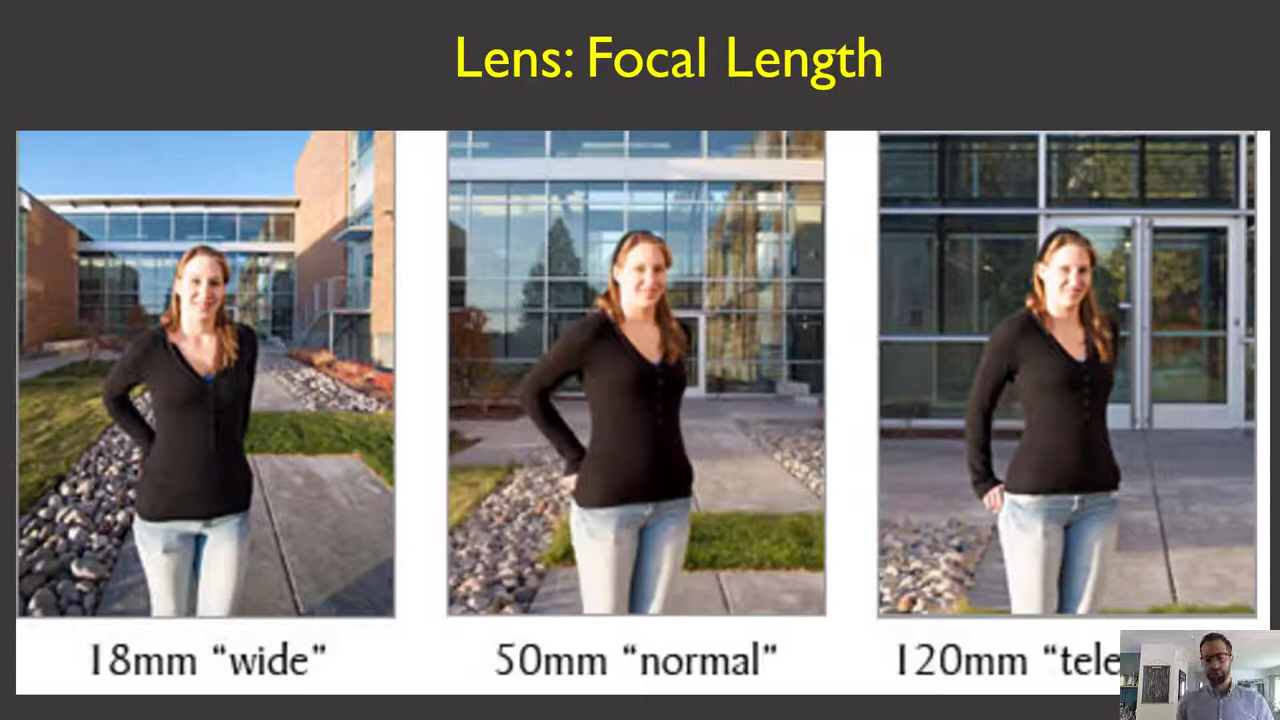 Lens: Focal Length
18mm “wide”
50mm “normal”
120mm “tele